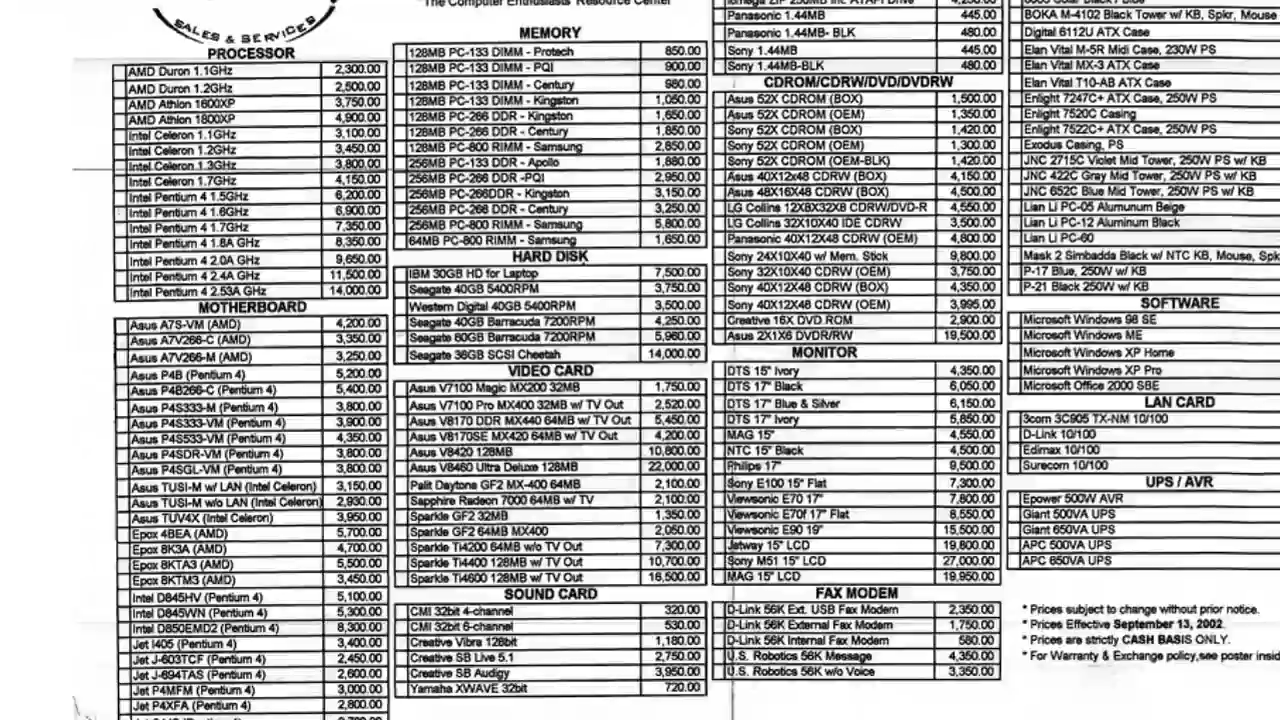 SALES & SERVICES
"The Computer Enthusiasts' Resource Center"
PROCESSOR
AMD Duron 1.1GHz 2,300.00
AMD Duron 1.2GHz 2,500.00
AMD Athlon 1600XP 3,750.00
AMD Athlon 1800XP 4,900.00
Intel Celeron 1.1GHz 3,100.00
Intel Celeron 1.2GHz 3,450.00
Intel Celeron 1.3GHz 3,800.00
Intel Celeron 1.7GHz 4,150.00
Intel Pentium 4 1.5GHz 6,200.00
Intel Pentium 4 1.6GHz 6,900.00
Intel Pentium 4 1.7GHz 7,350.00
Intel Pentium 4 1.8A GHz 8,350.00
Intel Pentium 4 2.0A GHz 9,650.00
Intel Pentium 4 2.4A GHz 11,500.00
Intel Pentium 4 2.53A GHz 14,000.00
MOTHERBOARD
Asus A7S-VM (AMD) 4,200.00
Asus A7V266-C (AMD) 3,350.00
Asus A7V266-M (AMD) 3,250.00
Asus P4B (Pentium 4) 5,200.00
Asus P4B266-C (Pentium 4) 5,400.00
Asus P4S333-M (Pentium 4) 3,800.00
Asus P4S333-VM (Pentium 4) 3,900.00
Asus P4S533-VM (Pentium 4) 4,350.00
Asus P4SDR-VM (Pentium 4) 3,800.00
Asus P4SGL-VM (Pentium 4) 3,800.00
Asus TUSI-M w/ LAN (Intel Celeron) 3,150.00
Asus TUSI-M w/o LAN (Intel Celeron) 2,930.00
Asus TUV4X (Intel Celeron) 3,950.00
Epox 4BEA (AMD) 5,700.00
Epox 8K3A (AMD) 4,700.00
Epox 8KTA3 (AMD) 5,500.00
Epox 8KTM3 (AMD) 3,450.00
Intel D845HV (Pentium 4) 5,100.00
Intel D845WN (Pentium 4) 5,300.00
Intel D850EMD2 (Pentium 4) 8,300.00
Jet I405 (Pentium 4) 3,400.00
Jet J-603TCF (Pentium 4) 2,450.00
Jet J-694TAS (Pentium 4) 2,600.00
Jet P4MFM (Pentium 4) 3,000.00
Jet P4XFA (Pentium 4) 2,800.00
MEMORY
128MB PC-133 DIMM - Protech 850.00
128MB PC-133 DIMM - PQI 900.00
128MB PC-133 DIMM - Century 980.00
128MB PC-133 DIMM - Kingston 1,050.00
128MB PC-266 DDR - Kingston 1,650.00
128MB PC-266 DDR - Century 1,850.00
128MB PC-800 RIMM - Samsung 2,850.00
256MB PC-133 DDR - Apollo 1,880.00
256MB PC-266 DDR -PQI 2,950.00
256MB PC-266DDR - Kingston 3,150.00
256MB PC-266 DDR - Century 3,250.00
256MB PC-800 RIMM - Samsung 5,800.00
64MB PC-800 RIMM - Samsung 1,650.00
HARD DISK
IBM 30GB HD for Laptop 7,500.00
Seagate 40GB 5400RPM 3,750.00
Western Digital 40GB 5400RPM 3,500.00
Seagate 40GB Barracuda 7200RPM 4,250.00
Seagate 60GB Barracuda 7200RPM 5,960.00
Seagate 36GB SCSI Cheetah 14,000.00
VIDEO CARD
Asus V7100 Magic MX200 32MB 1,750.00
Asus V7100 Pro MX400 32MB w/ TV Out 2,520.00
Asus V8170 DDR MX440 64MB w/ TV Out 5,450.00
Asus V8170SE MX420 64MB w/ TV Out 4,200.00
Asus V8420 128MB 10,800.00
Asus V8460 Ultra Deluxe 128MB 22,000.00
Palit Daytona GF2 MX-400 64MB 2,100.00
Sapphire Radeon 7000 64MB w/ TV 2,100.00
Sparkle GF2 32MB 1,350.00
Sparkle GF2 64MB MX400 2,050.00
Sparkle Ti4200 64MB w/o TV Out 7,300.00
Sparkle Ti4400 128MB w/ TV Out 10,700.00
Sparkle Ti4600 128MB w/ TV Out 16,500.00
SOUND CARD
CMI 32bit 4-channel 320.00
CMI 32bit 6-channel 530.00
Creative Vibra 128bit 1,180.00
Creative SB Live 5.1 2,750.00
Creative SB Audigy 3,950.00
Yamaha XWAVE 32bit 720.00
Panasonic 1.44MB 445.00
Panasonic 1.44MB- BLK 480.00
Sony 1.44MB 445.00
Sony 1.44MB-BLK 480.00
CDROM/CDRW/DVD/DVDRW
Asus 52X CDROM (BOX) 1,500.00
Asus 52X CDROM (OEM) 1,350.00
Sony 52X CDROM (BOX) 1,420.00
Sony 52X CDROM (OEM) 1,300.00
Sony 52X CDROM (OEM-BLK) 1,420.00
Asus 40X12x48 CDRW (BOX) 4,150.00
Asus 48X16X48 CDRW (BOX) 4,500.00
LG Collins 12X8X32X8 CDRW/DVD-R 4,550.00
LG Collins 32X10X40 IDE CDRW 3,500.00
Panasonic 40X12X48 CDRW (OEM) 4,800.00
Sony 24X10X40 w/ Mem. Stick 9,800.00
Sony 32X10X40 CDRW (OEM) 3,750.00
Sony 40X12X48 CDRW (BOX) 4,350.00
Sony 40X12X48 CDRW (OEM) 3,995.00
Creative 16X DVD ROM 2,900.00
Asus 2X1X6 DVDR/RW 19,500.00
MONITOR
DTS 15" Ivory 4,350.00
DTS 17" Black 6,050.00
DTS 17" Blue & Silver 6,150.00
DTS 17" Ivory 5,850.00
MAG 15" 4,550.00
NTC 15" Black 4,500.00
Philips 17" 9,500.00
Sony E100 15" Flat 7,300.00
Viewsonic E70 17" 7,800.00
Viewsonic E70f 17" Flat 8,550.00
Viewsonic E90 19" 15,500.00
Jetway 15" LCD 19,800.00
Sony M51 15" LCD 27,000.00
MAG 15" LCD 19,950.00
FAX MODEM
D-Link 56K Ext. USB Fax Modem 2,350.00
D-Link 56K External Fax Modem 1,750.00
D-Link 56K Internal Fax Modem 580.00
U.S. Robotics 56K Message 4,350.00
U.S. Robotics 56K w/o Voice 3,350.00
BOKA M-4102 Black Tower w/ KB, Spkr, Mouse
Digital 6112U ATX Case
Elan Vital M-5R Midi Case, 230W PS
Elan Vital MX-3 ATX Case
Elan Vital T10-AB ATX Case
Enlight 7247C+ ATX Case, 250W PS
Enlight 7520C Casing
Enlight 7522C+ ATX Case, 250W PS
Exodus Casing, PS
JNC 2715C Violet Mid Tower, 250W PS w/ KB
JNC 422C Gray Mid Tower, 250W PS w/ KB
JNC 652C Blue Mid Tower, 250W PS w/ KB
Lian Li PC-05 Alumunum Beige
Lian Li PC-12 Aluminum Black
Lian Li PC-60
Mask 2 Simbadda Black w/ NTC KB, Mouse, Spk
P-17 Blue, 250W w/ KB
P-21 Black 250W w/ KB
SOFTWARE
Microsoft Windows 98 SE
Microsoft Windows ME
Microsoft Windows XP Home
Microsoft Windows XP Pro
Microsoft Office 2000 SBE
LAN CARD
3com 3C905 TX-NM 10/100
D-Link 10/100
Edimax 10/100
Surecom 10/100
UPS / AVR
Epower 500W AVR
Giant 500VA UPS
Giant 650VA UPS
APC 500VA UPS
APC 650VA UPS
* Prices subject to change without prior notice.
* Prices Effective September 13, 2002
* Prices are strictly CASH BASIS ONLY.
* For Warranty & Exchange policy,see poster insid